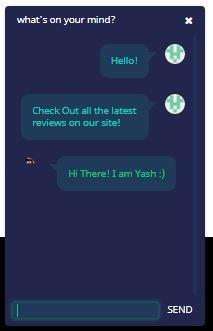 what's on your mind?
Hello!
Check Out all the latest
reviews on our site!
Hi There! I am Yash :)
SEND